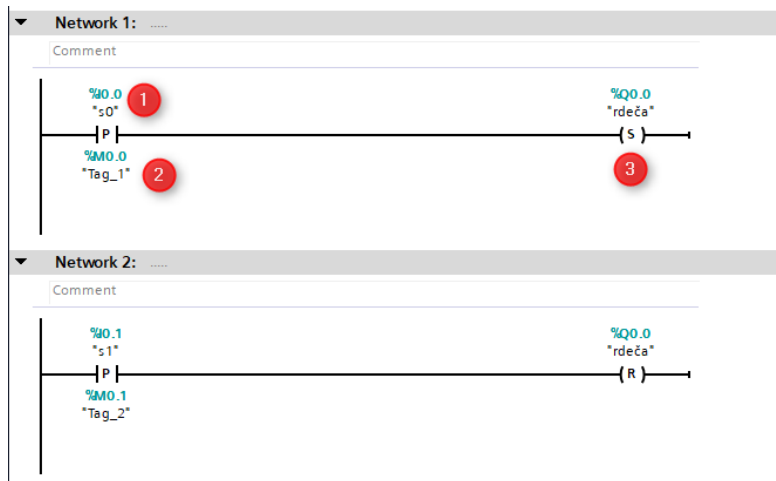 Network 1: .....
Comment
%I0.0
"s0"
1
P
%M0.0
"Tag_1"
2
%Q0.0
"rdeča"
S
3
Network 2: .....
Comment
%I0.1
"s1"
P
%M0.1
"Tag_2"
%Q0.0
"rdeča"
R